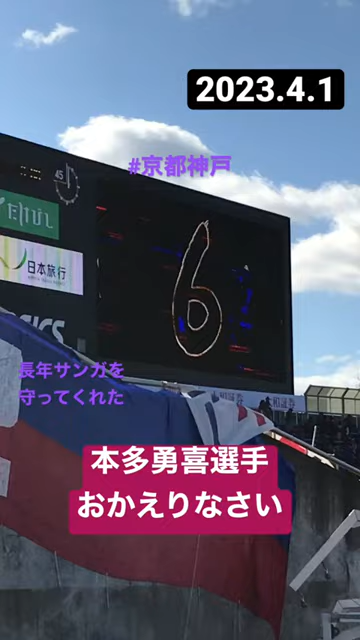 2023.4.1
#京都神戸
45
日本旅行
6
長年サンガを
守ってくれた
本多勇喜選手
おかえりなさい